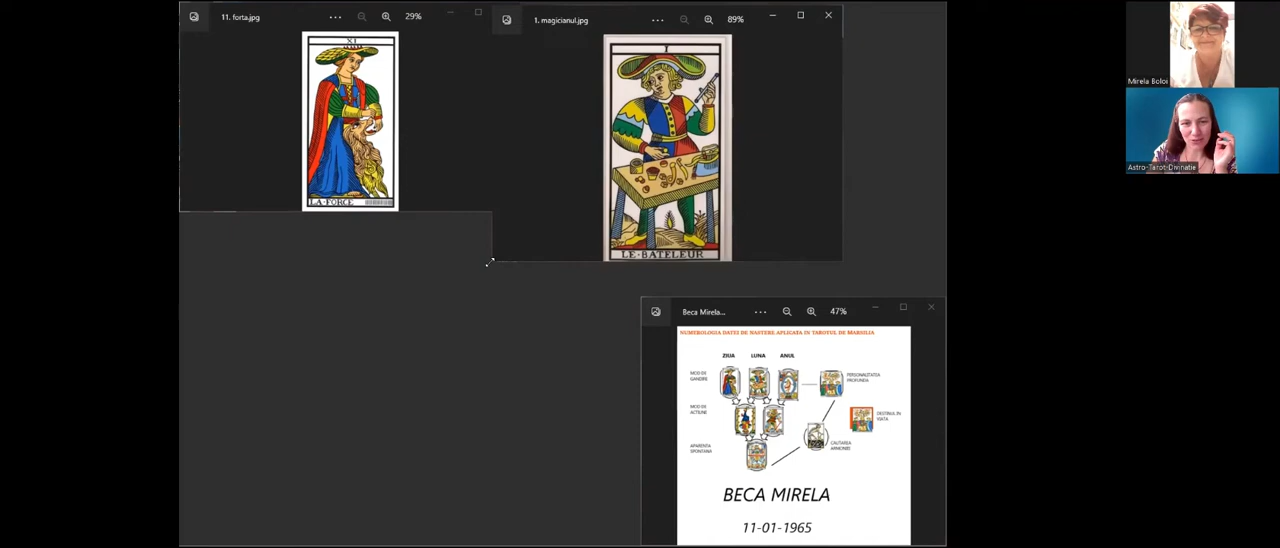 11. forta.jpg
29%
1. magicianul.jpg
89%
XI
LA·FORCE
I
LE·BATELEUR
Mirela Boloi
Astro-Tarot-Divinatie
Beca Mirela...
47%
NUMEROLOGIA DATEI DE NASTERE APLICATA IN TAROTUL DE MARSILIA
ZIUA LUNA ANUL
MOD DE
GANDIRE
PERSONALITATEA
PROFUNDA
MOD DE
ACTIUNE
DESTINUL IN
VIATA
APARENTA
SPONTANA
CAUTAREA
ARMONIEI
BECA MIRELA
11-01-1965